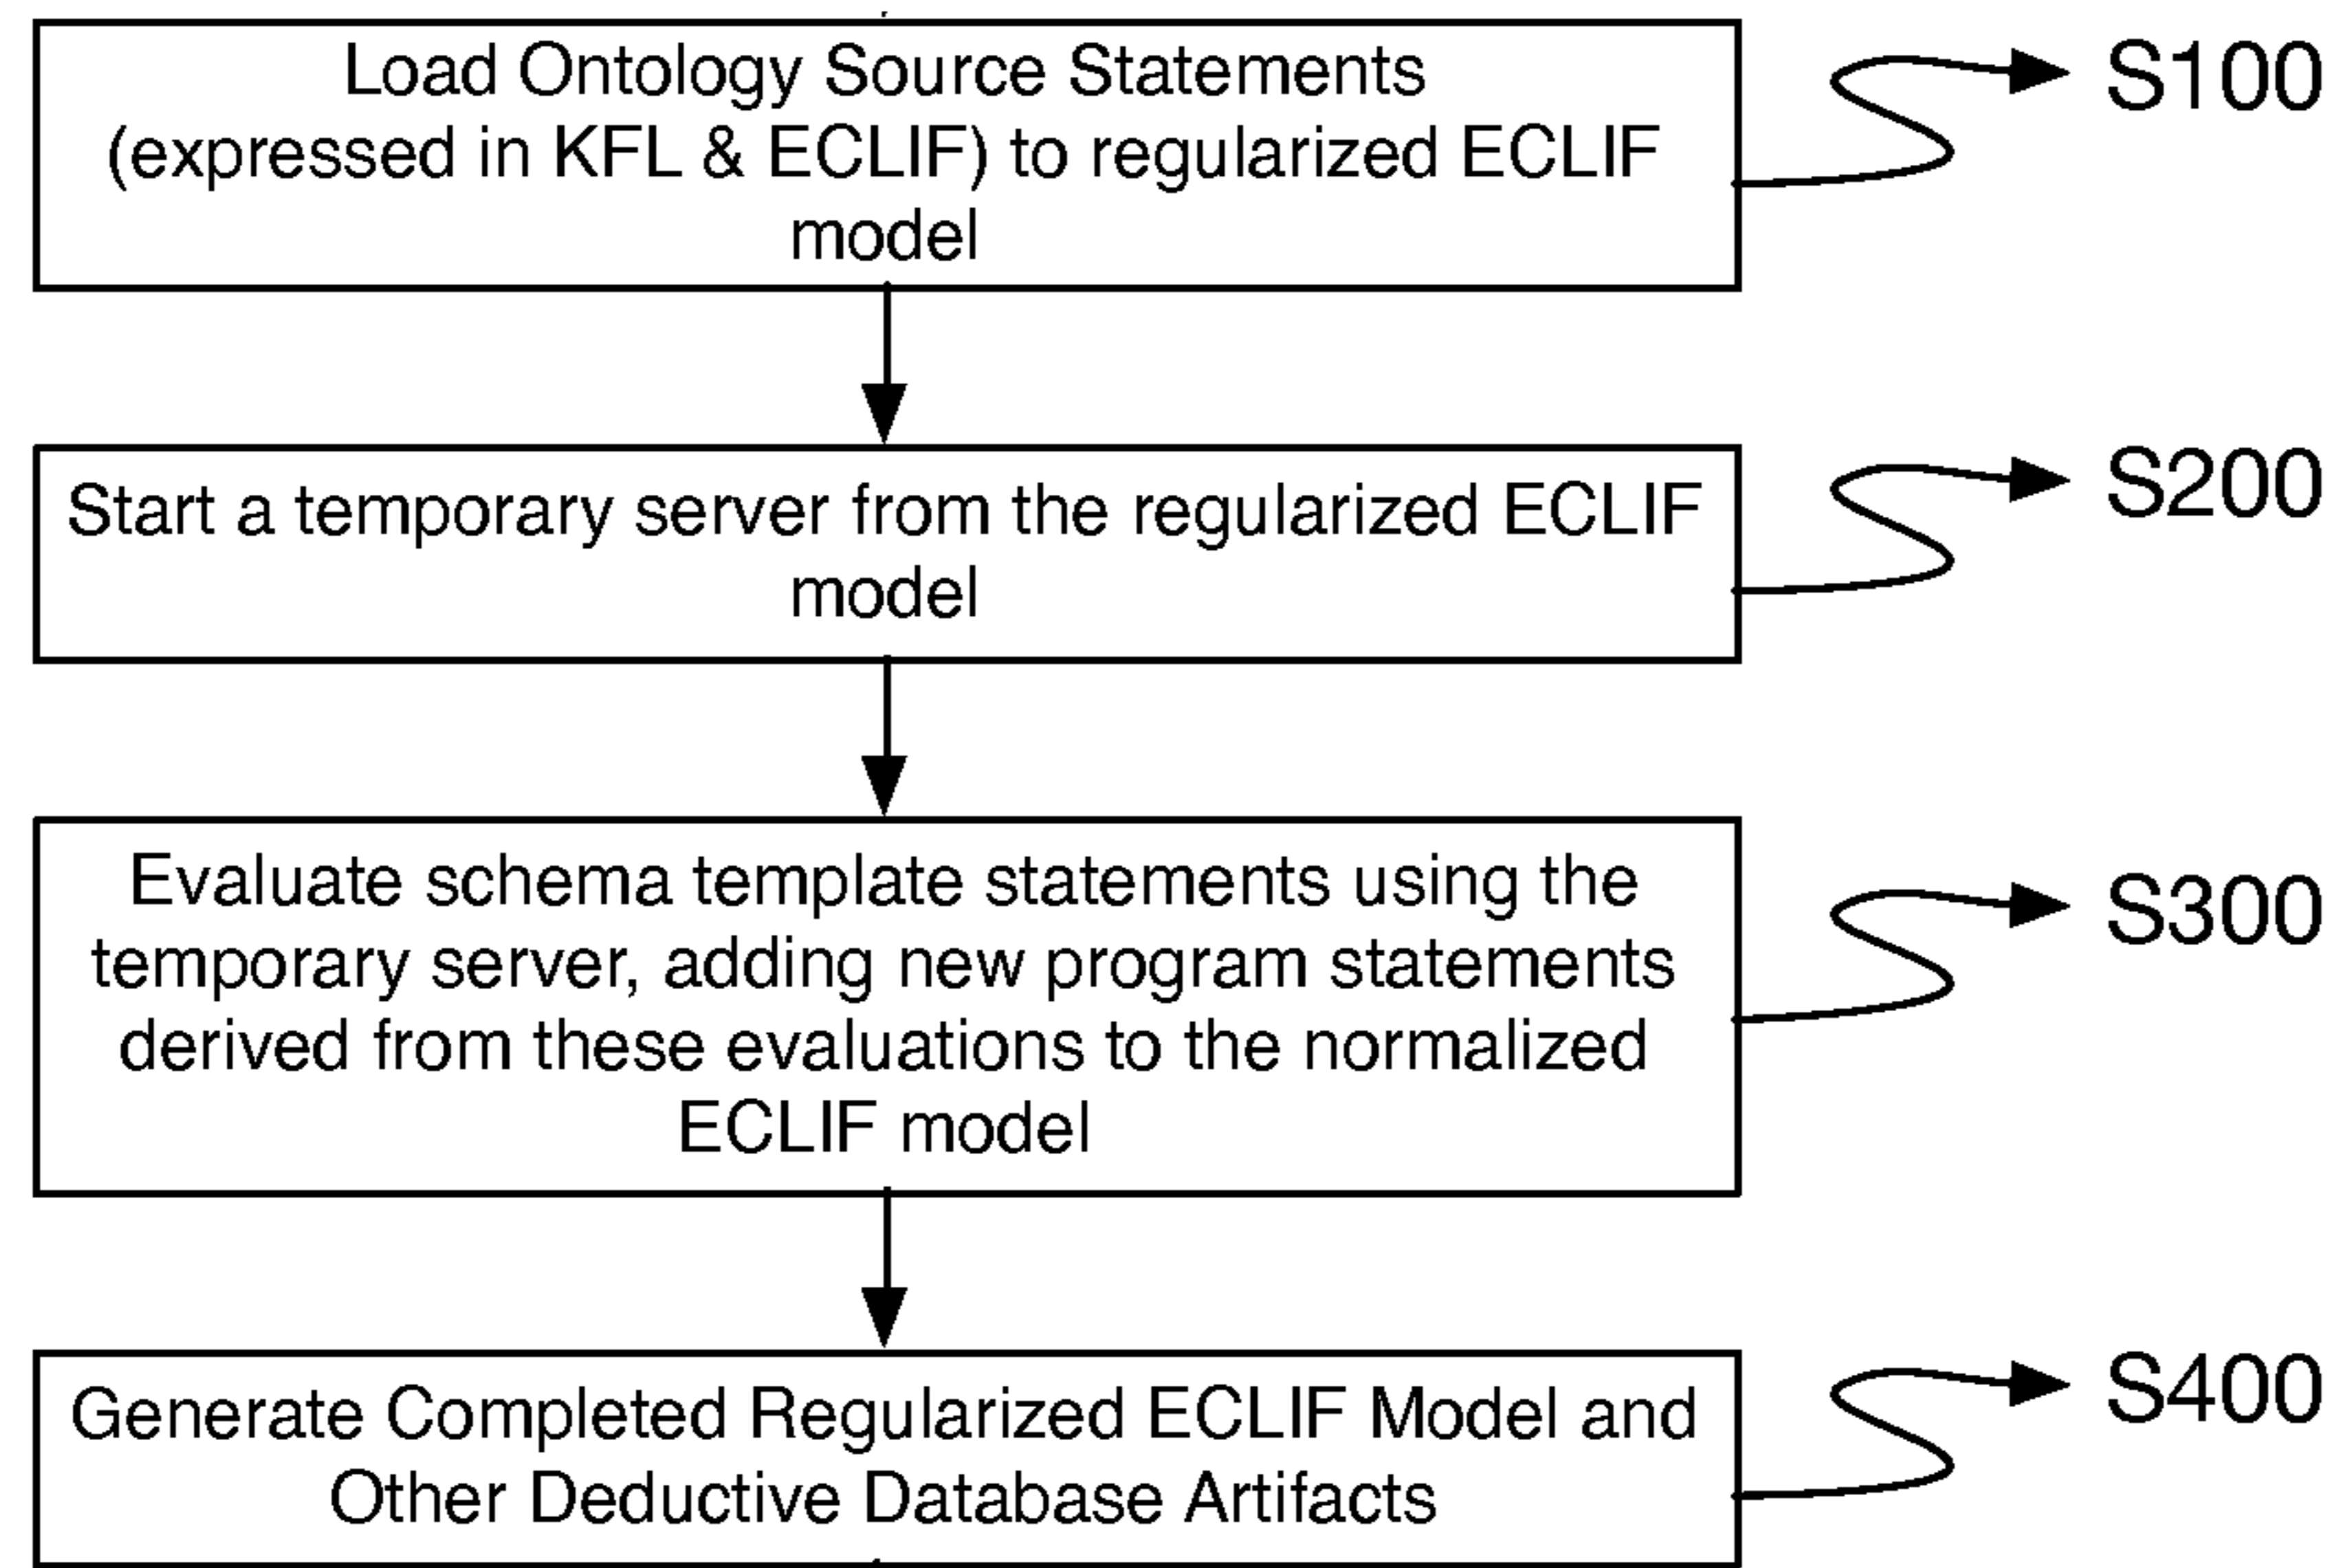 Load Ontology Source Statements
(expressed in KFL & ECLIF) to regularized ECLIF
model
S100
Start a temporary server from the regularized ECLIF
model
S200
Evaluate schema template statements using the
temporary server, adding new program statements
derived from these evaluations to the normalized
ECLIF model
S300
Generate Completed Regularized ECLIF Model and
Other Deductive Database Artifacts
S400